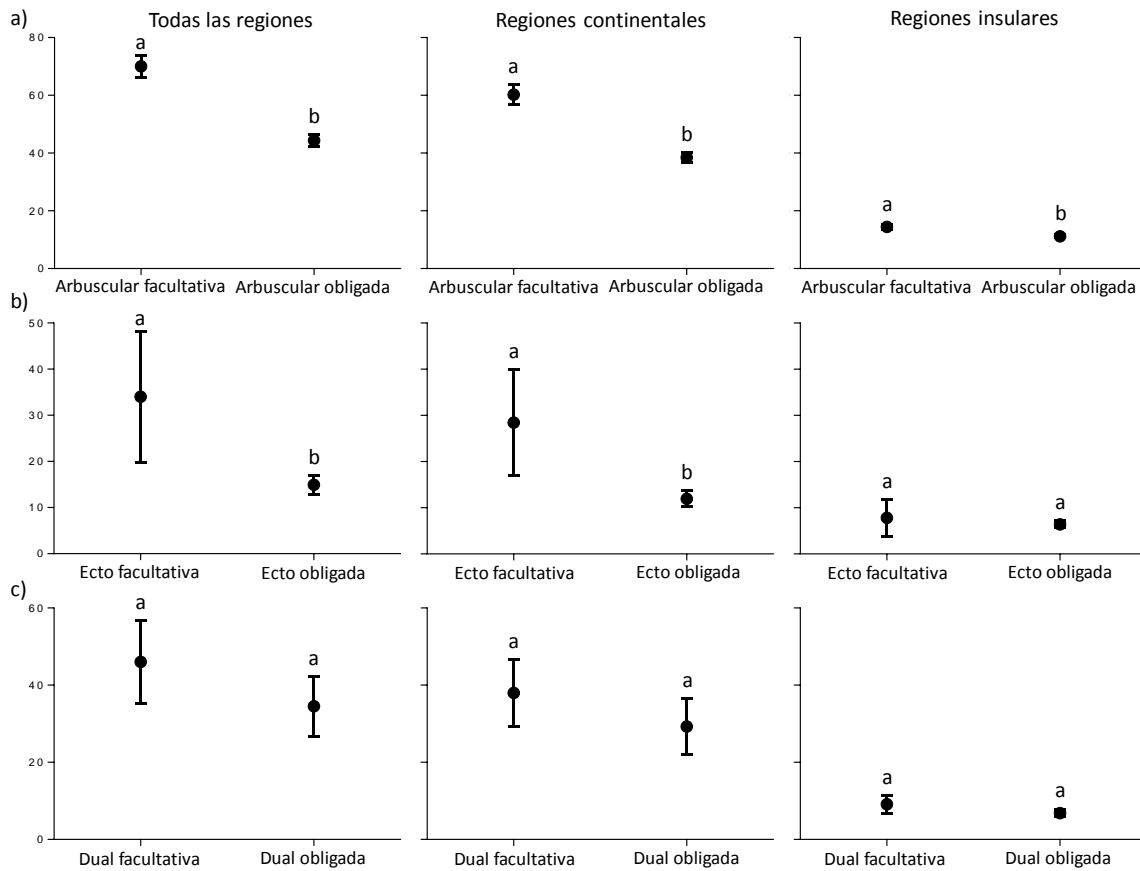 a)
Todas las regiones Regiones continentales Regiones insulares
80
60
40
20
0
a b a b a b
Arbuscular facultativa Arbuscular obligada Arbuscular facultativa Arbuscular obligada Arbuscular facultativa Arbuscular obligada
b)
50
40
30
20
10
0
a b a b a a
Ecto facultativa Ecto obligada Ecto facultativa Ecto obligada Ecto facultativa Ecto obligada
c)
60
40
20
0
a a a a a a
Dual facultativa Dual obligada Dual facultativa Dual obligada Dual facultativa Dual obligada